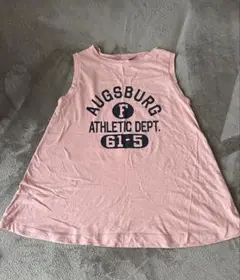 AUGSBURG
F
ATHLETIC DEPT.
61-5